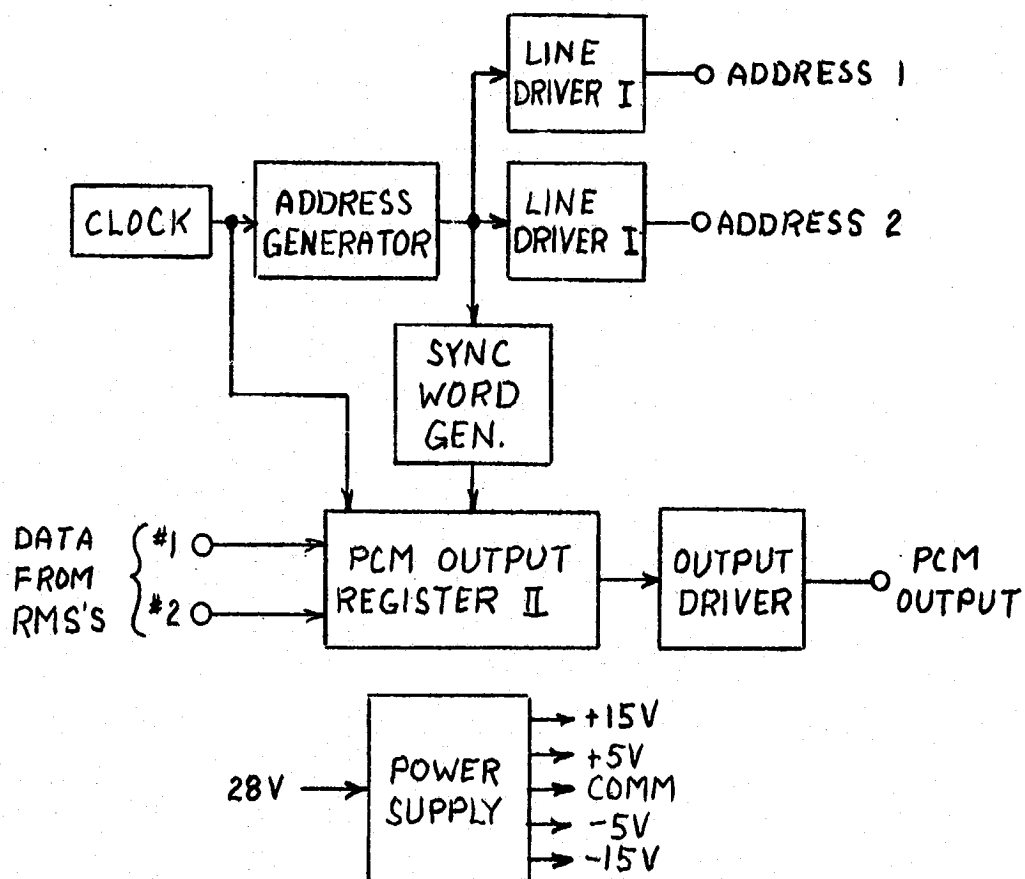 LINE
DRIVER I
ADDRESS 1
CLOCK
ADDRESS
GENERATOR
LINE
DRIVER I
ADDRESS 2
SYNC
WORD
GEN.
DATA
FROM
RMS'S
#1
#2
PCM OUTPUT
REGISTER II
OUTPUT
DRIVER
PCM
OUTPUT
28V
POWER
SUPPLY
+15V
+5V
COMM
-5V
-15V